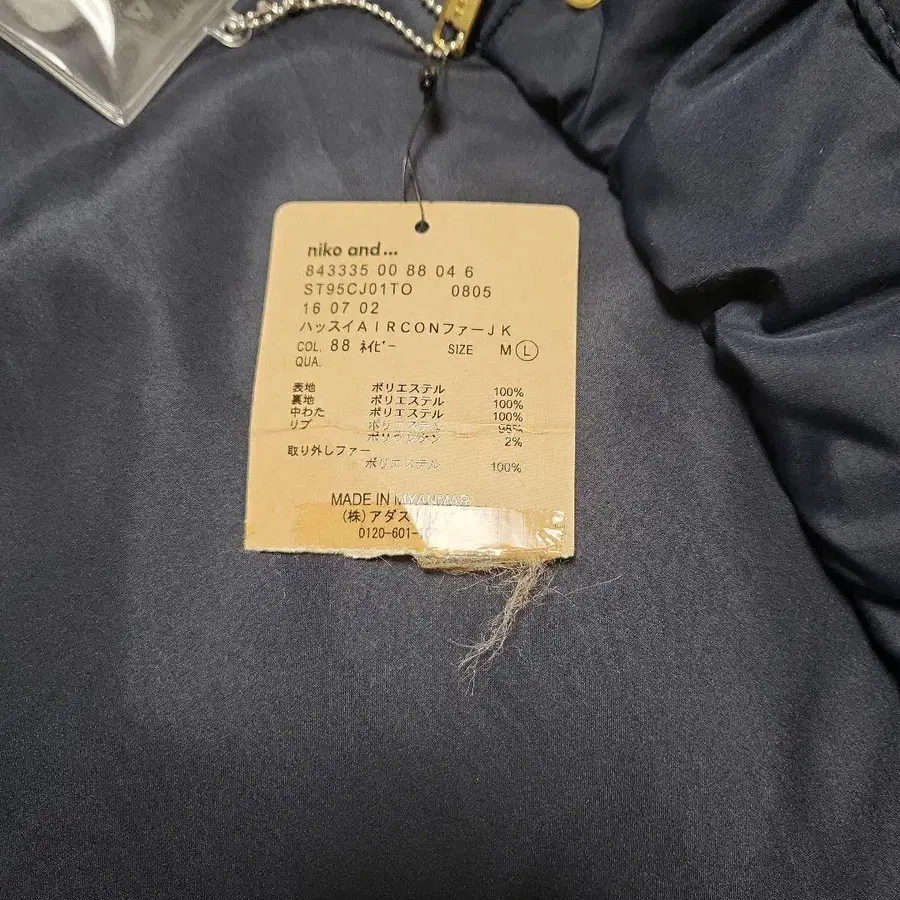 niko and...
843335 00 88 04 6
ST95CJ01TO 0805
16 07 02
ハッスイAIRCONファーJK
COL. 88 ﾈｲﾋﾞｰ SIZE M L
QUA.
表地 ポリエステル 100%
裏地 ポリエステル 100%
中わた ポリエステル 100%
リブ ポリエステル 98%
ポリウレタン 2%
取り外しファー
ポリエステル 100%
MADE IN MYANMAR
(株)アダス
0120-601-1